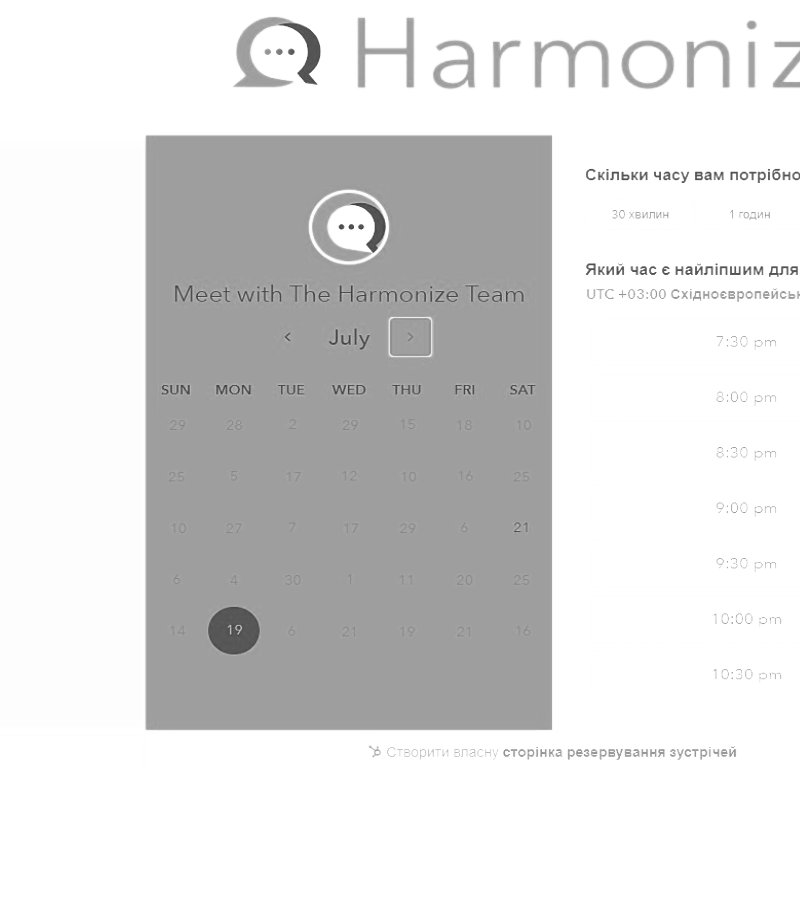 Harmoniz
Meet with The Harmonize Team
July
SUN MON TUE WED THU FRI SAT
29 28 2 29 15 18 10
25 5 17 12 10 16 25
10 27 7 17 29 6 21
6 4 30 1 11 20 25
14 19 6 21 19 21 16
Скільки часу вам потрібно
30 хвилин 1 годин
Який час є найліпшим для
UTC +03:00 Східноєвропейськ
7:30 pm
8:00 pm
8:30 pm
9:00 pm
9:30 pm
10:00 pm
10:30 pm
Створити власну сторінка резервування зустрічей